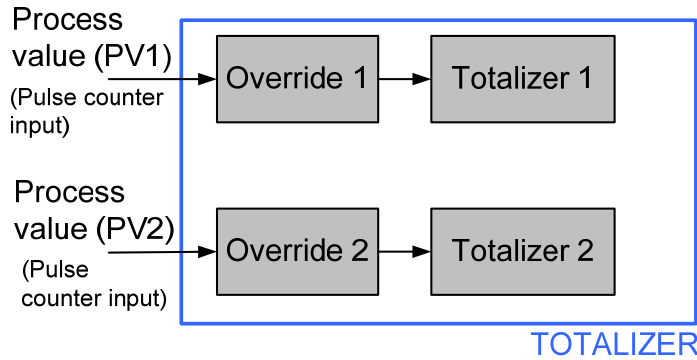 Process
value (PV1)
(Pulse counter
input)
Override 1
Totalizer 1
Process
value (PV2)
(Pulse
counter input)
Override 2
Totalizer 2
TOTALIZER